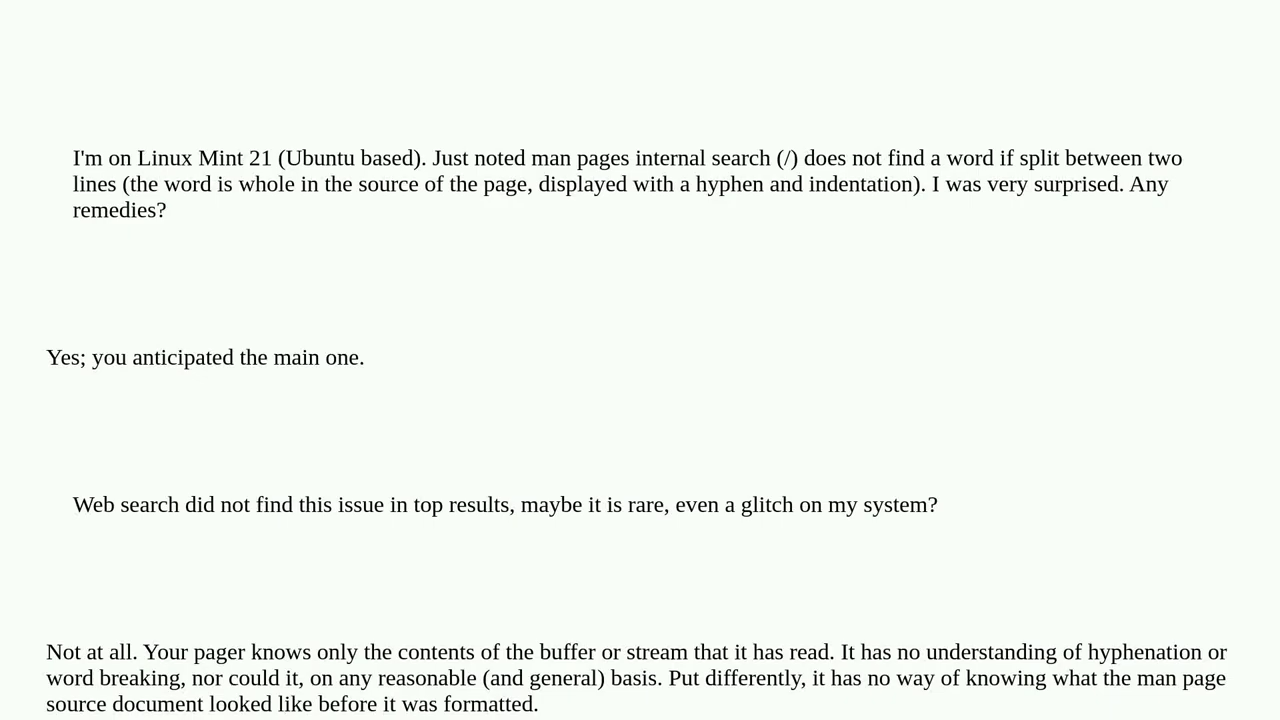 I'm on Linux Mint 21 (Ubuntu based). Just noted man pages internal search (/) does not find a word if split between two
lines (the word is whole in the source of the page, displayed with a hyphen and indentation). I was very surprised. Any
remedies?
Yes; you anticipated the main one.
Web search did not find this issue in top results, maybe it is rare, even a glitch on my system?
Not at all. Your pager knows only the contents of the buffer or stream that it has read. It has no understanding of hyphenation or
word breaking, nor could it, on any reasonable (and general) basis. Put differently, it has no way of knowing what the man page
source document looked like before it was formatted.